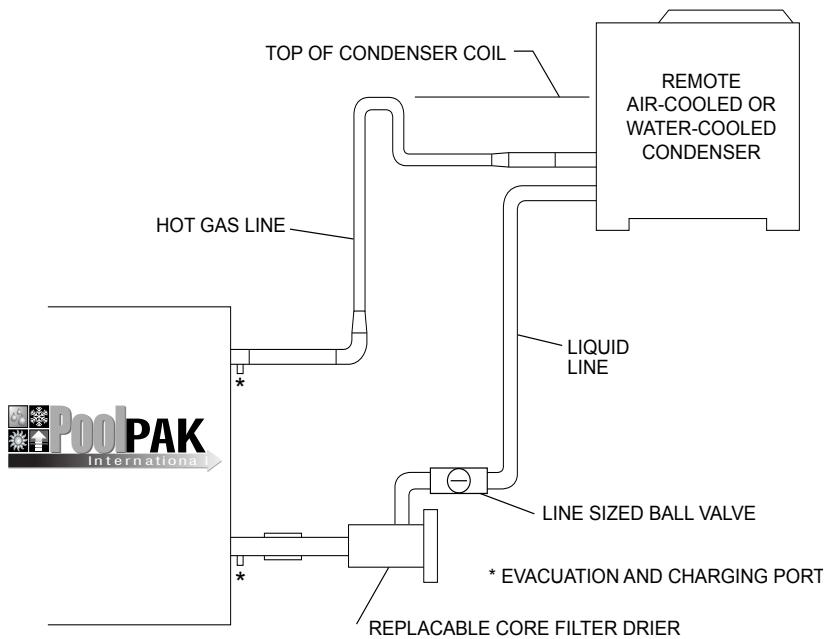 TOP OF CONDENSER COIL
REMOTE
AIR-COOLED OR
WATER-COOLED
CONDENSER
HOT GAS LINE
LIQUID
LINE
*
PoolPAK
International
LINE SIZED BALL VALVE
*
* EVACUATION AND CHARGING PORT
REPLACABLE CORE FILTER DRIER